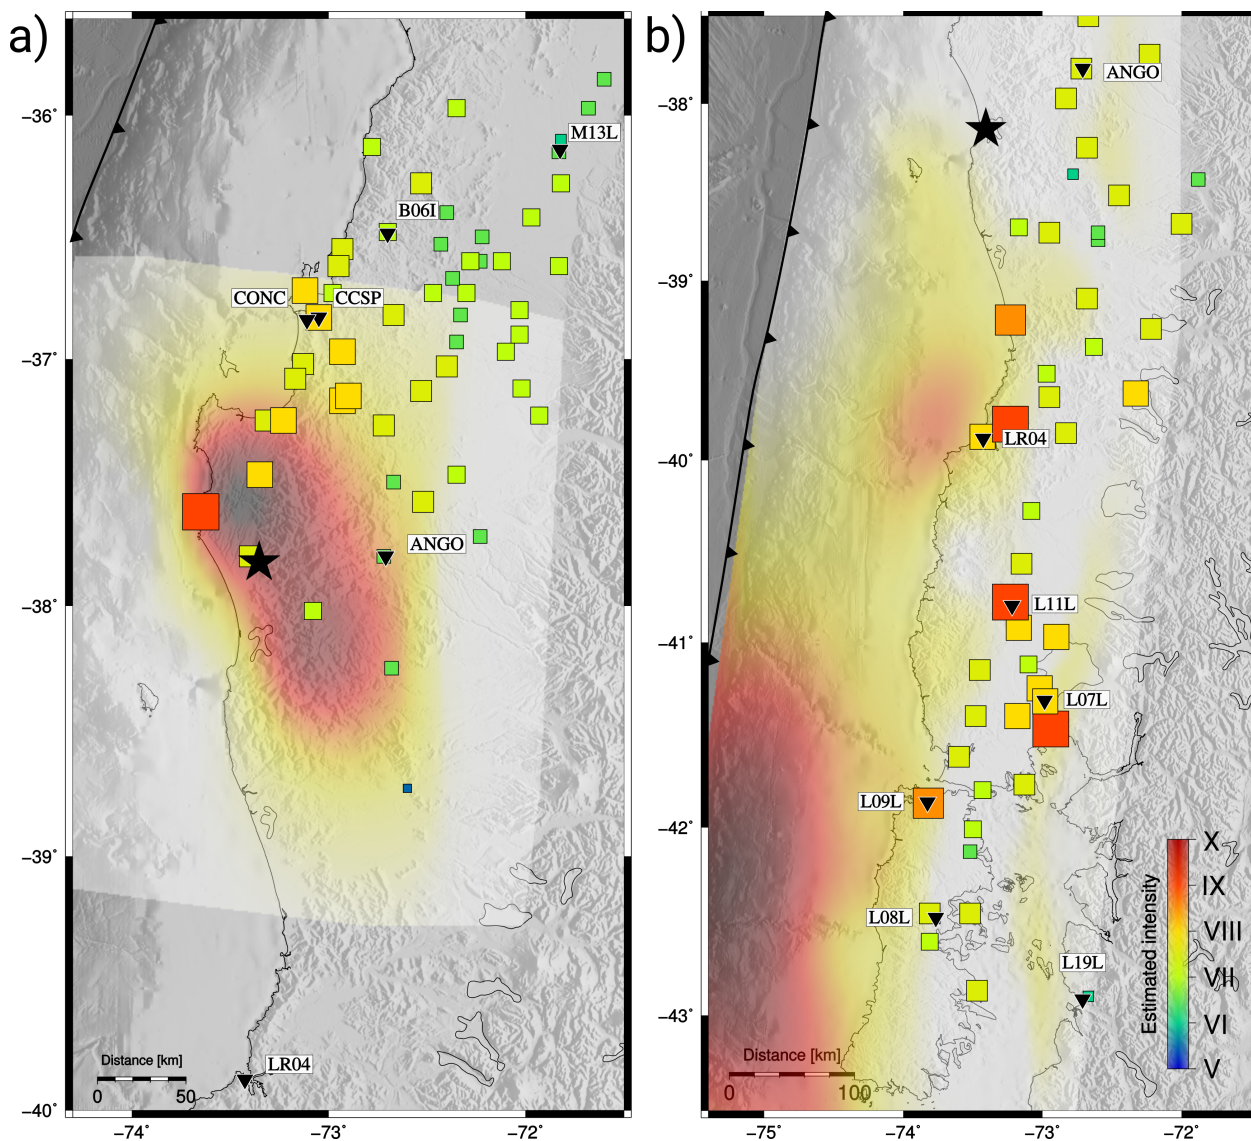 a)
−36˚
−37˚
−38˚
−39˚
−40˚
M13L
B06I
CONC
CCSP
ANGO
LR04
Distance [km]
0 50
−74˚ −73˚ −72˚
b)
−38˚
−39˚
−40˚
−41˚
−42˚
−43˚
ANGO
LR04
L11L
L07L
L09L
L08L
L19L
Estimated intensity
X
IX
VIII
VII
VI
V
Distance [km]
0 100
−75˚ −74˚ −73˚ −72˚